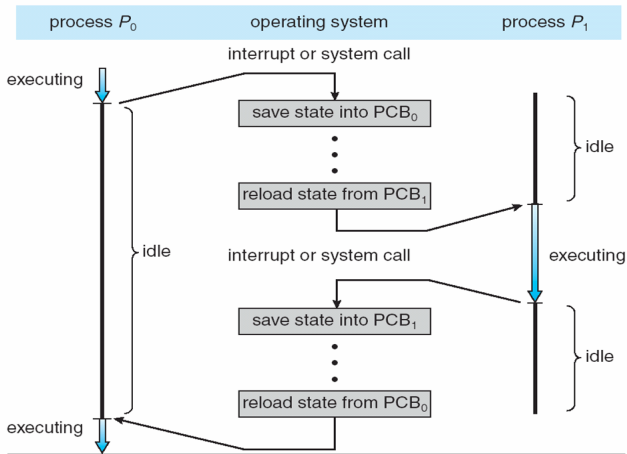 process P0 operating system process P1
interrupt or system call
executing
save state into PCB0
idle
reload state from PCB1
idle
interrupt or system call
executing
save state into PCB1
idle
reload state from PCB0
executing